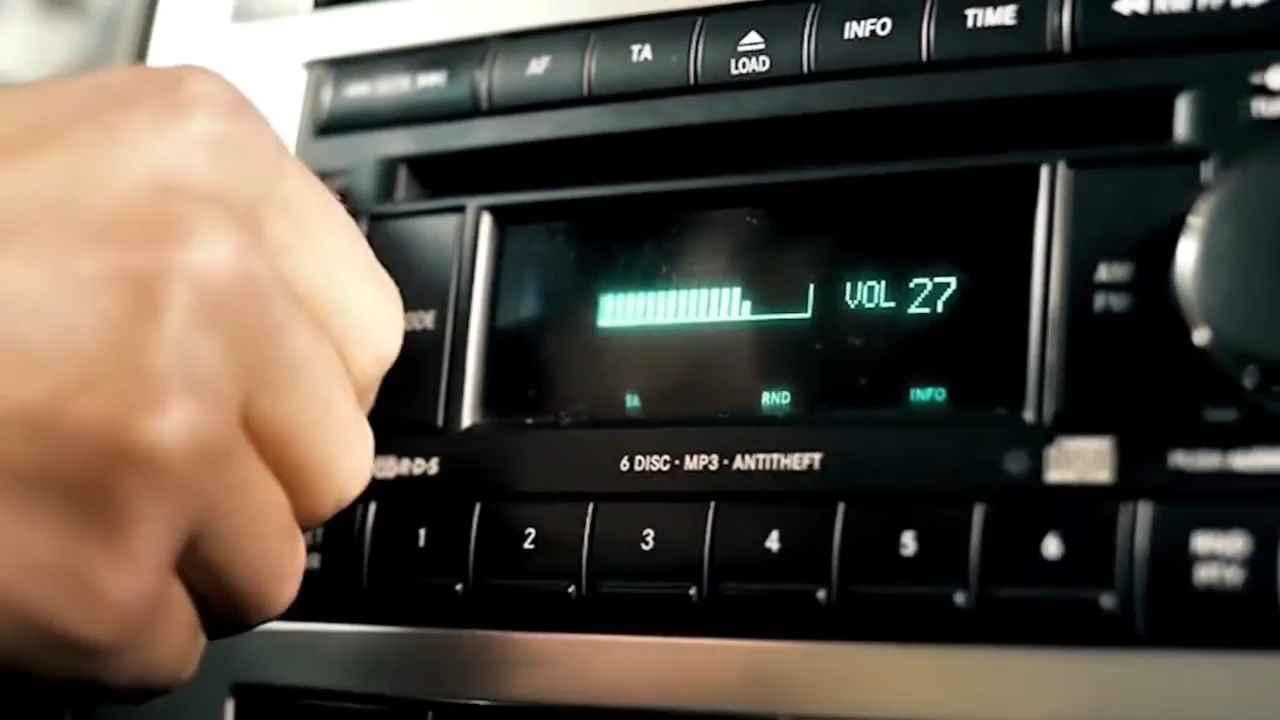 AF
TA
LOAD
INFO
TIME
VOL 27
TA
RND
INFO
6 DISC · MP3 · ANTITHEFT
1
2
3
4
5
6